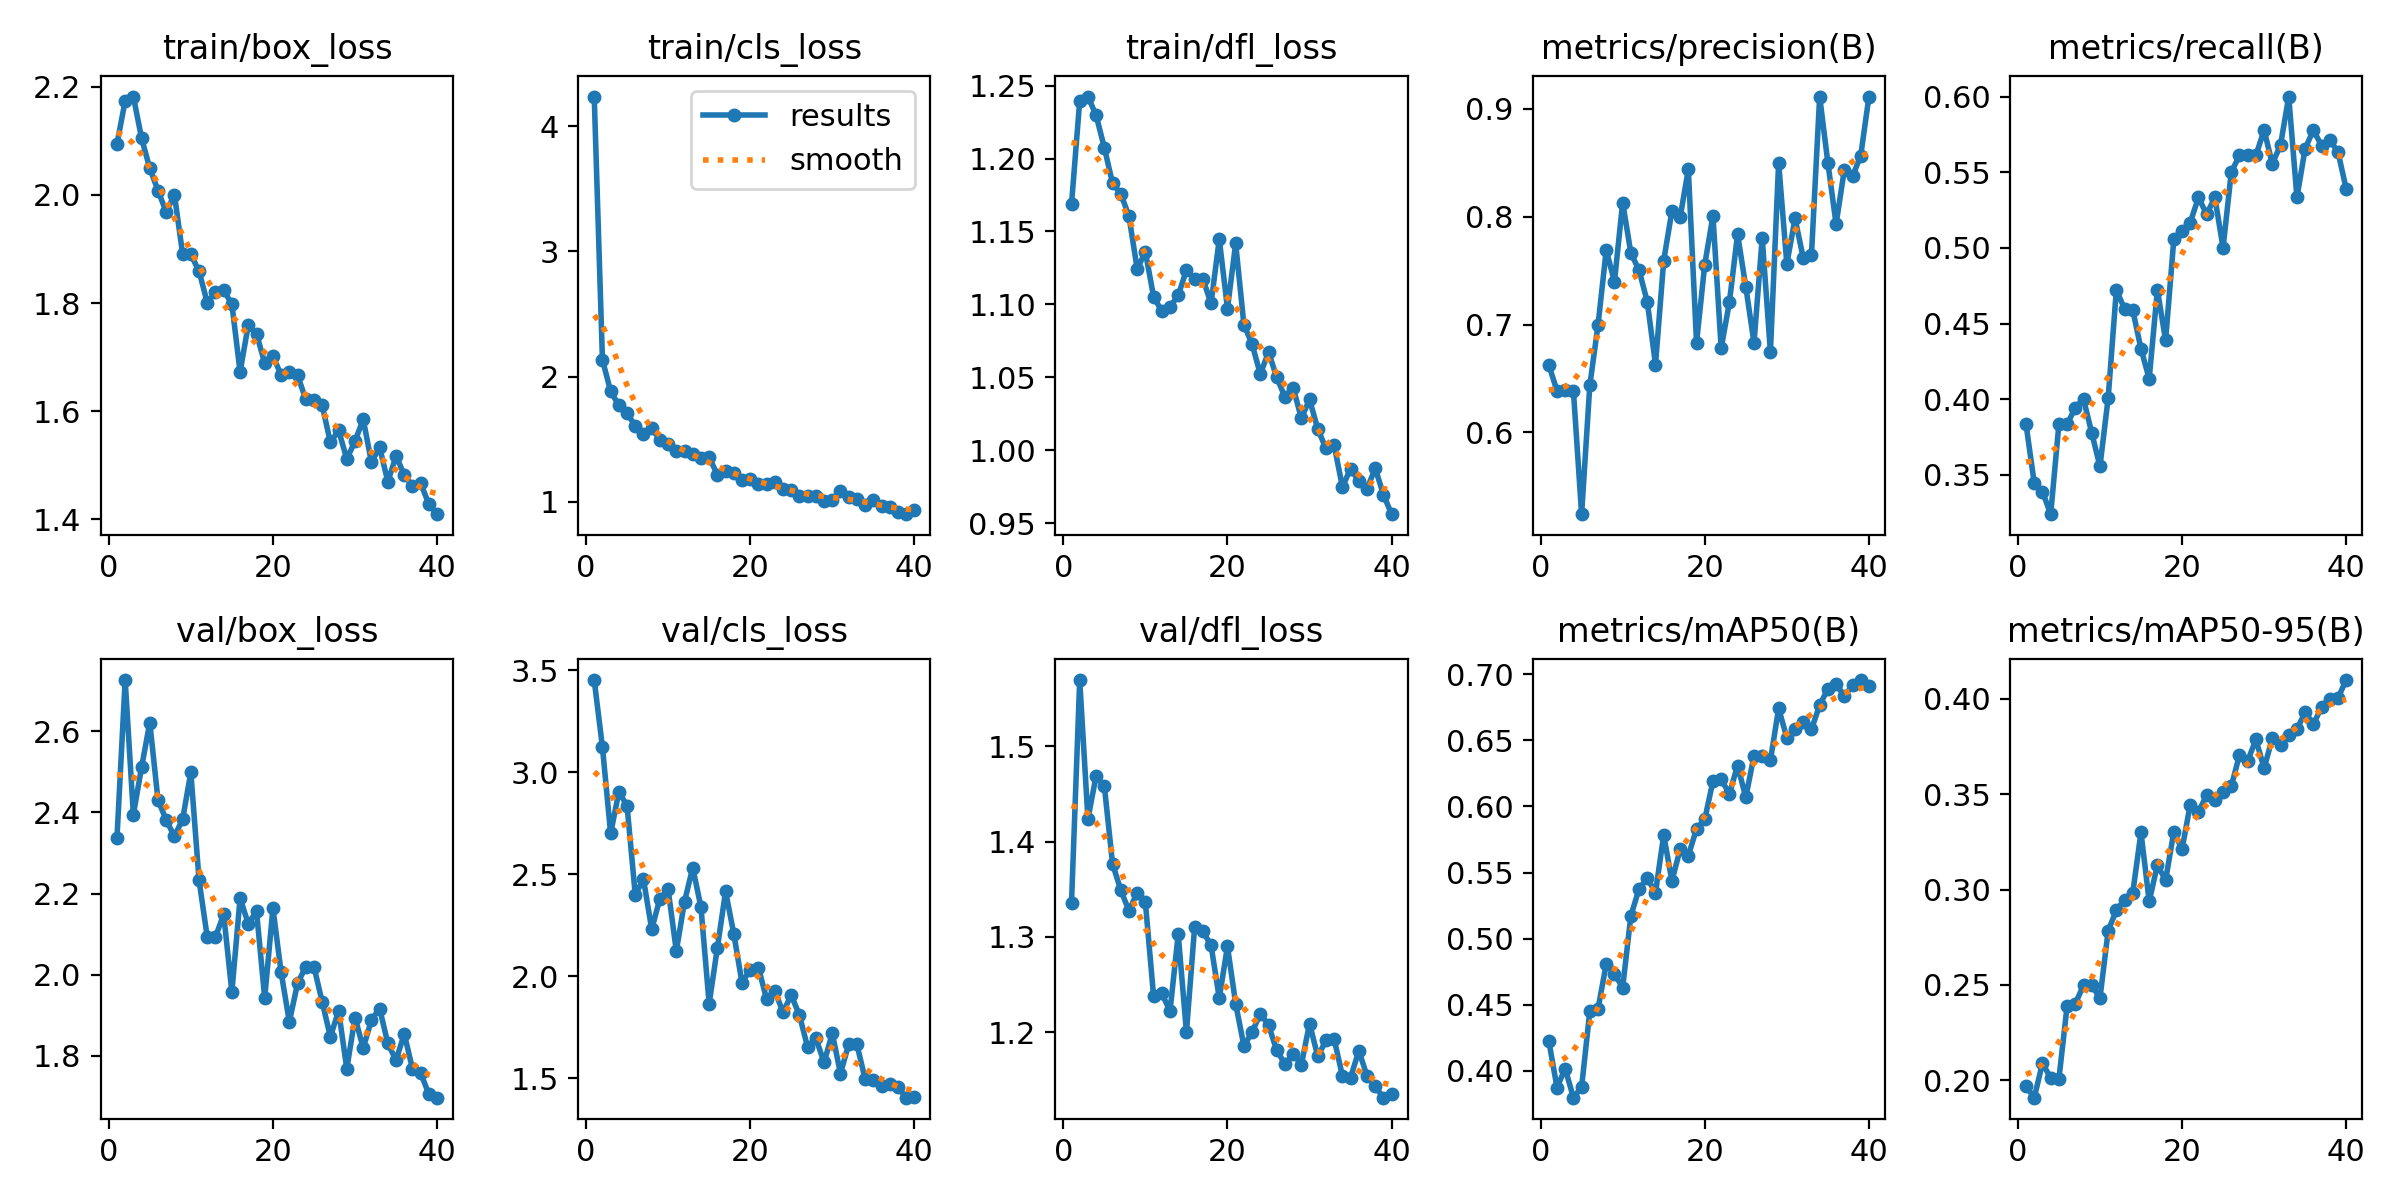 train/box_loss
train/cls_loss
train/dfl_loss
metrics/precision(B)
metrics/recall(B)
2.2
2.0
1.8
1.6
1.4
0 20 40
results
smooth
4
3
2
1
0 20 40
1.25
1.20
1.15
1.10
1.05
1.00
0.95
0 20 40
0.9
0.8
0.7
0.6
0 20 40
0.60
0.55
0.50
0.45
0.40
0.35
0 20 40
val/box_loss
val/cls_loss
val/dfl_loss
metrics/mAP50(B)
metrics/mAP50-95(B)
2.6
2.4
2.2
2.0
1.8
0 20 40
3.5
3.0
2.5
2.0
1.5
0 20 40
1.5
1.4
1.3
1.2
0 20 40
0.70
0.65
0.60
0.55
0.50
0.45
0.40
0 20 40
0.40
0.35
0.30
0.25
0.20
0 20 40